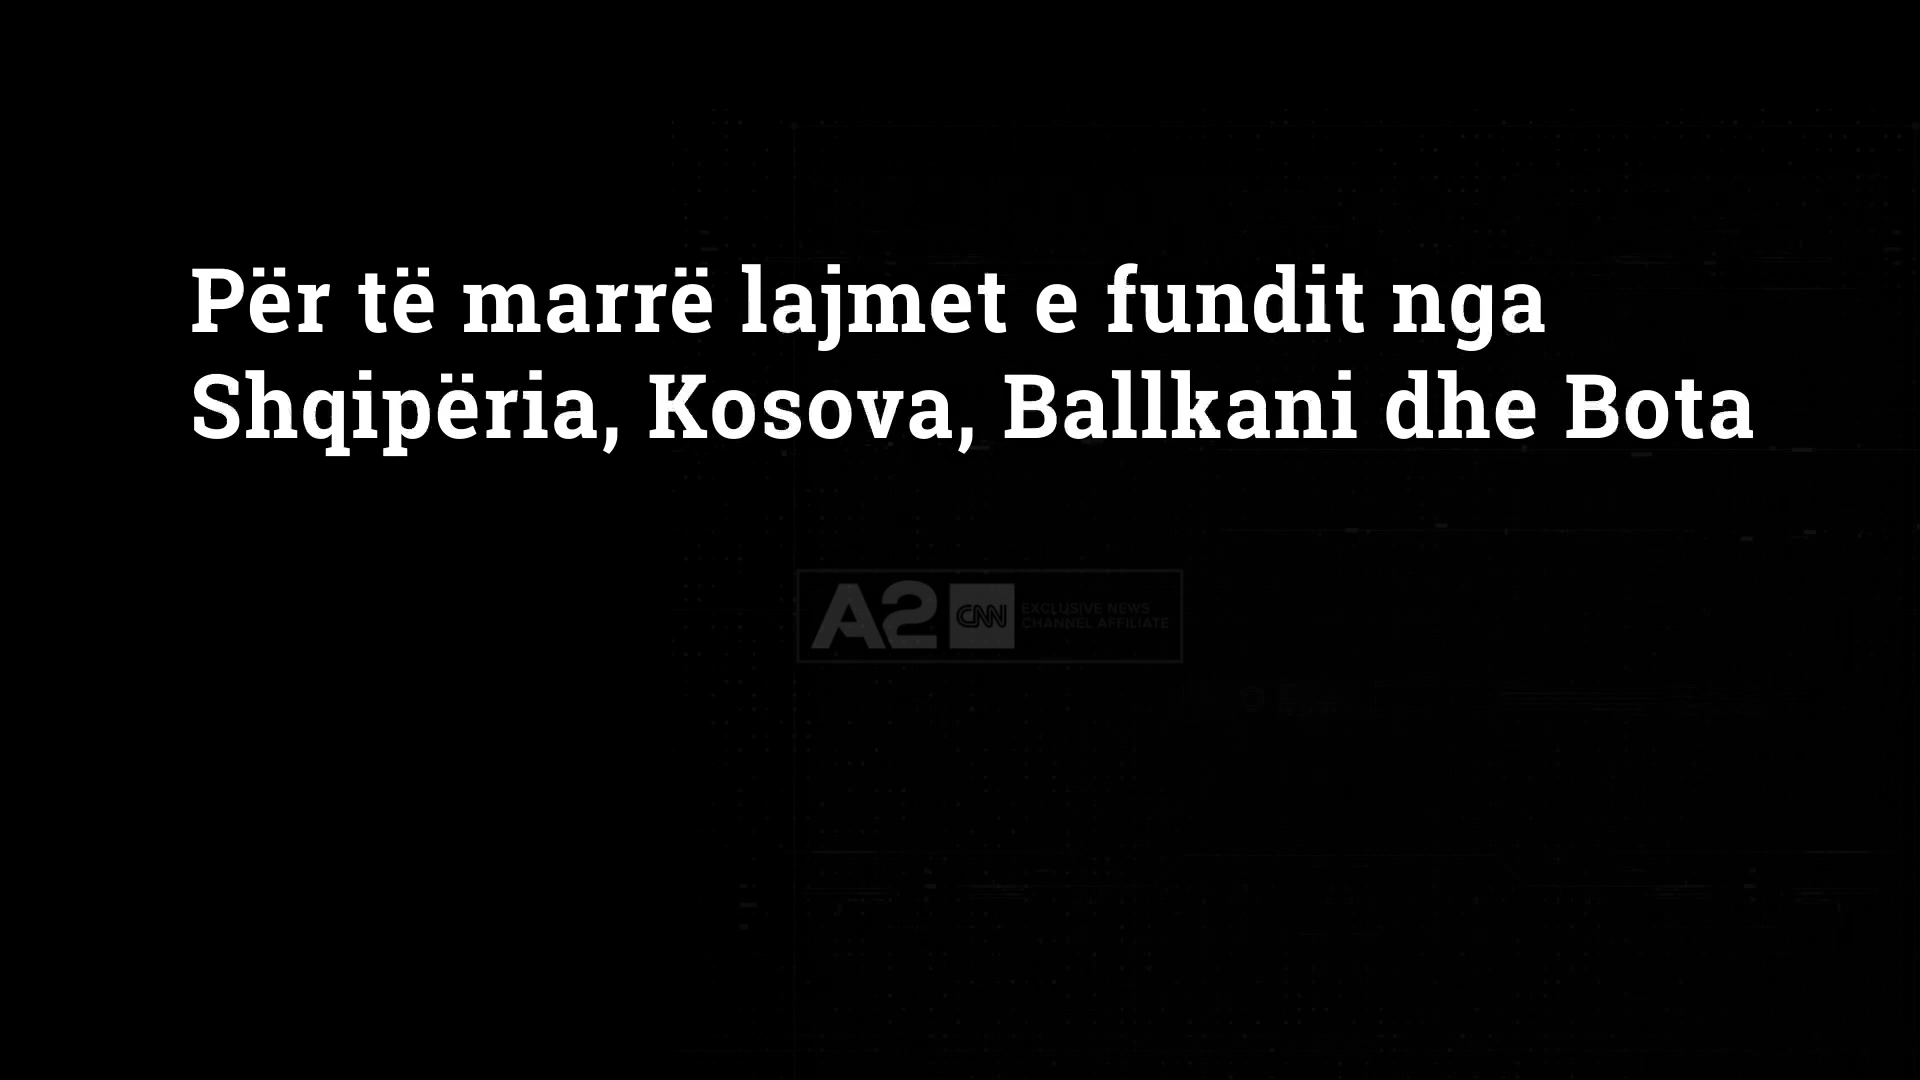 Për të marrë lajmet e fundit nga
Shqipëria, Kosova, Ballkani dhe Bota
A2 CNN EXCLUSIVE NEWS
CHANNEL AFFILIATE